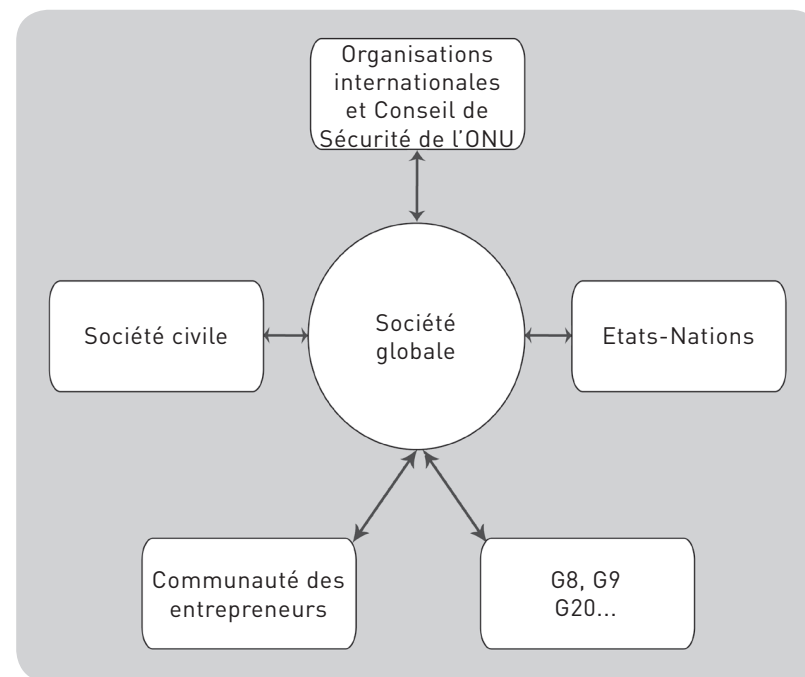 Organisations
internationales
et Conseil de
Sécurité de l’ONU
Société civile
Société
globale
Etats-Nations
Communauté des
entrepreneurs
G8, G9
G20...